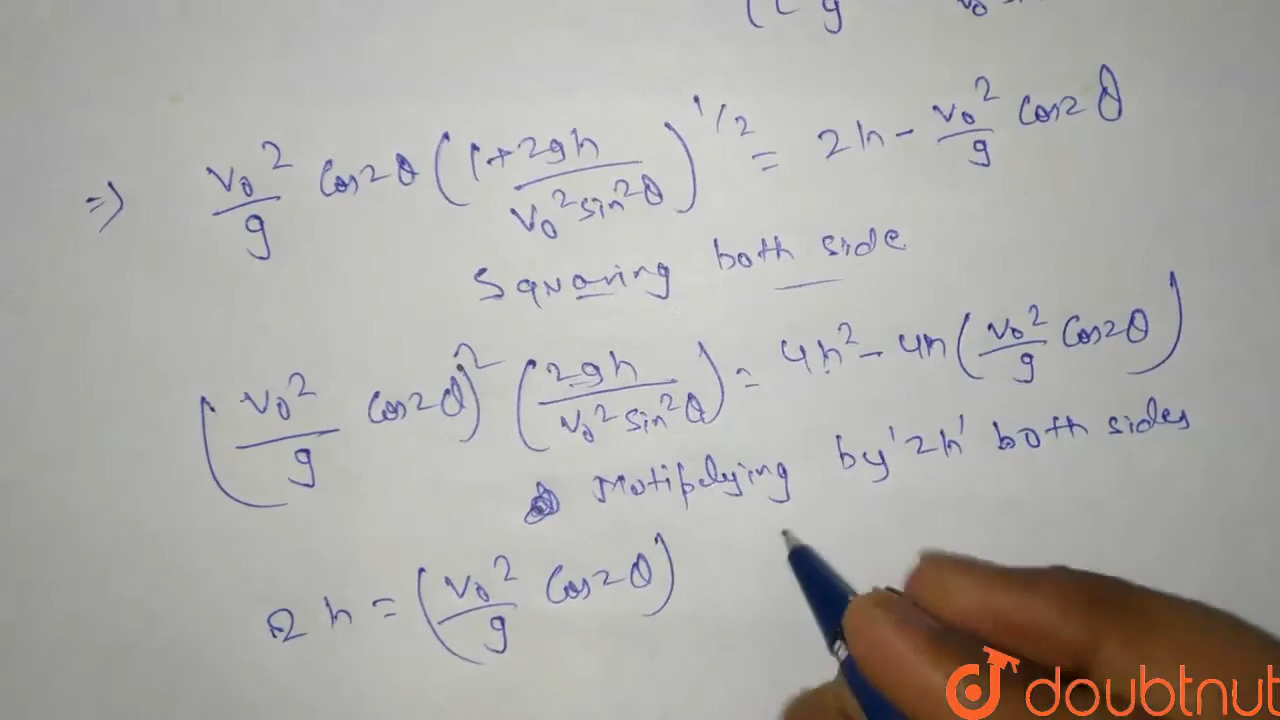 ⇒ v₀²/g cos2θ (1+2gh/v₀²sin²θ)^1/2 = 2h - v₀²/g cos2θ
Squaring both side
(v₀²/g cos2θ)² (2gh/v₀²sin²θ) = 4h² - 4h (v₀²/g cos2θ)
Motipelying by '2h' both sides
2h = (v₀²/g cos2θ)
doubtnut